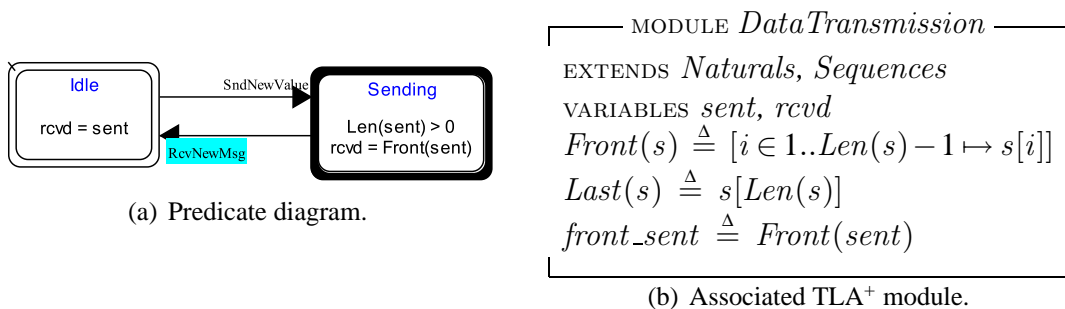 Idle
rcvd = sent
SndNewValue
RcvNewMsg
Sending
Len(sent) > 0
rcvd = Front(sent)
(a) Predicate diagram.
MODULE DataTransmission
EXTENDS Naturals, Sequences
VARIABLES sent, rcvd
Front(s) ≜ [i ∈ 1..Len(s) − 1 ↦ s[i]]
Last(s) ≜ s[Len(s)]
front_sent ≜ Front(sent)
(b) Associated TLA⁺ module.